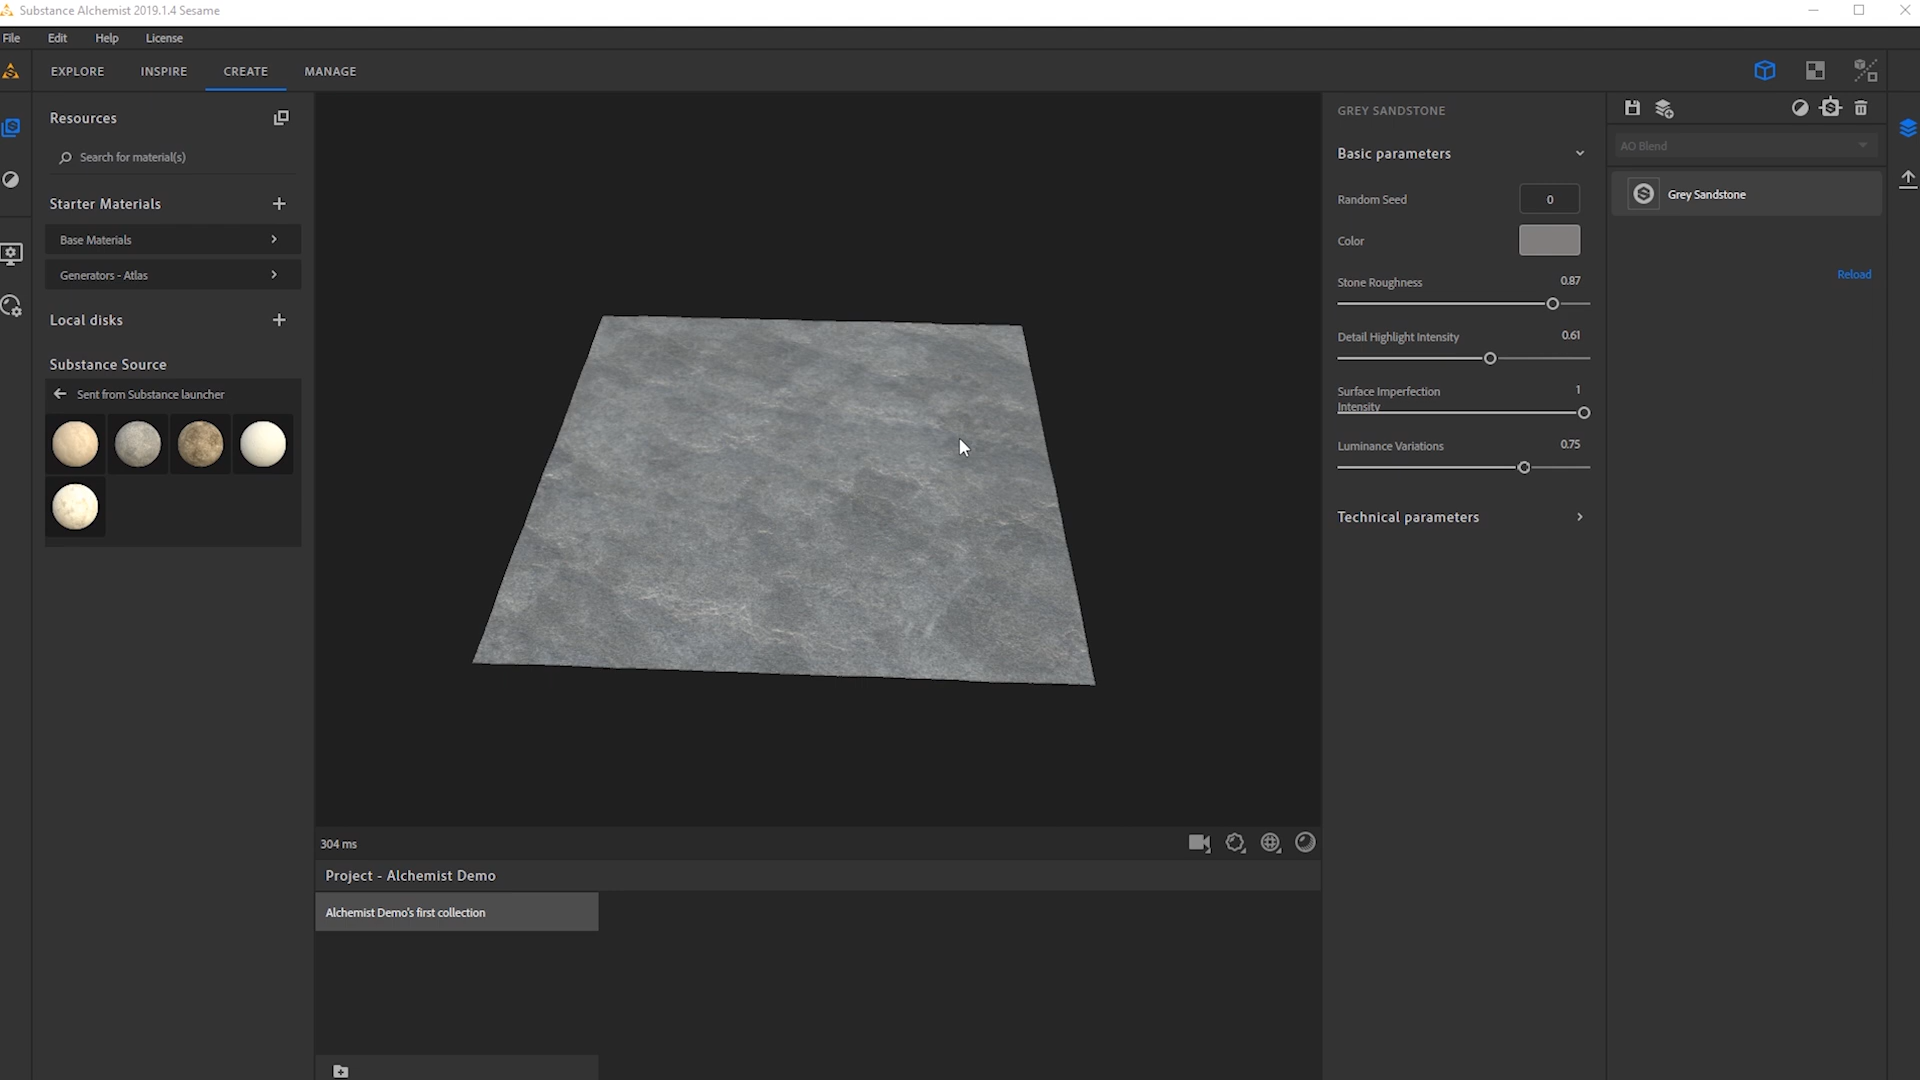 Substance Alchemist 2019.1.4 Sesame
File Edit Help License
EXPLORE INSPIRE CREATE MANAGE
Resources
Search for material(s)
Starter Materials
Base Materials
Generators - Atlas
Local disks
Substance Source
Sent from Substance launcher
304 ms
Project - Alchemist Demo
Alchemist Demo's first collection
GREY SANDSTONE
Basic parameters
Random Seed 0
Color
Stone Roughness 0.87
Detail Highlight Intensity 0.61
Surface Imperfection 1
Intensity
Luminance Variations 0.75
Technical parameters
AO Blend
Grey Sandstone
Reload